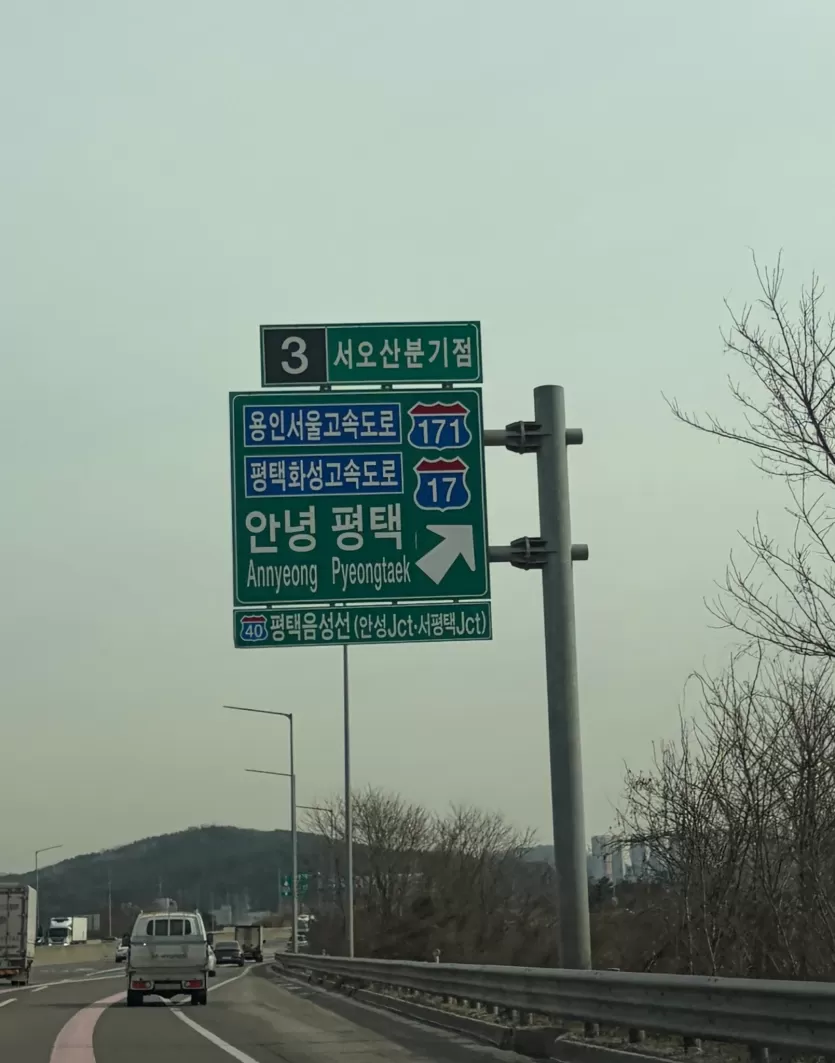 3 서오산분기점
용인서울고속도로 171
평택화성고속도로 17
안녕 평택
Annyeong Pyeongtaek
40 평택음성선(안성Jct·서평택Jct)